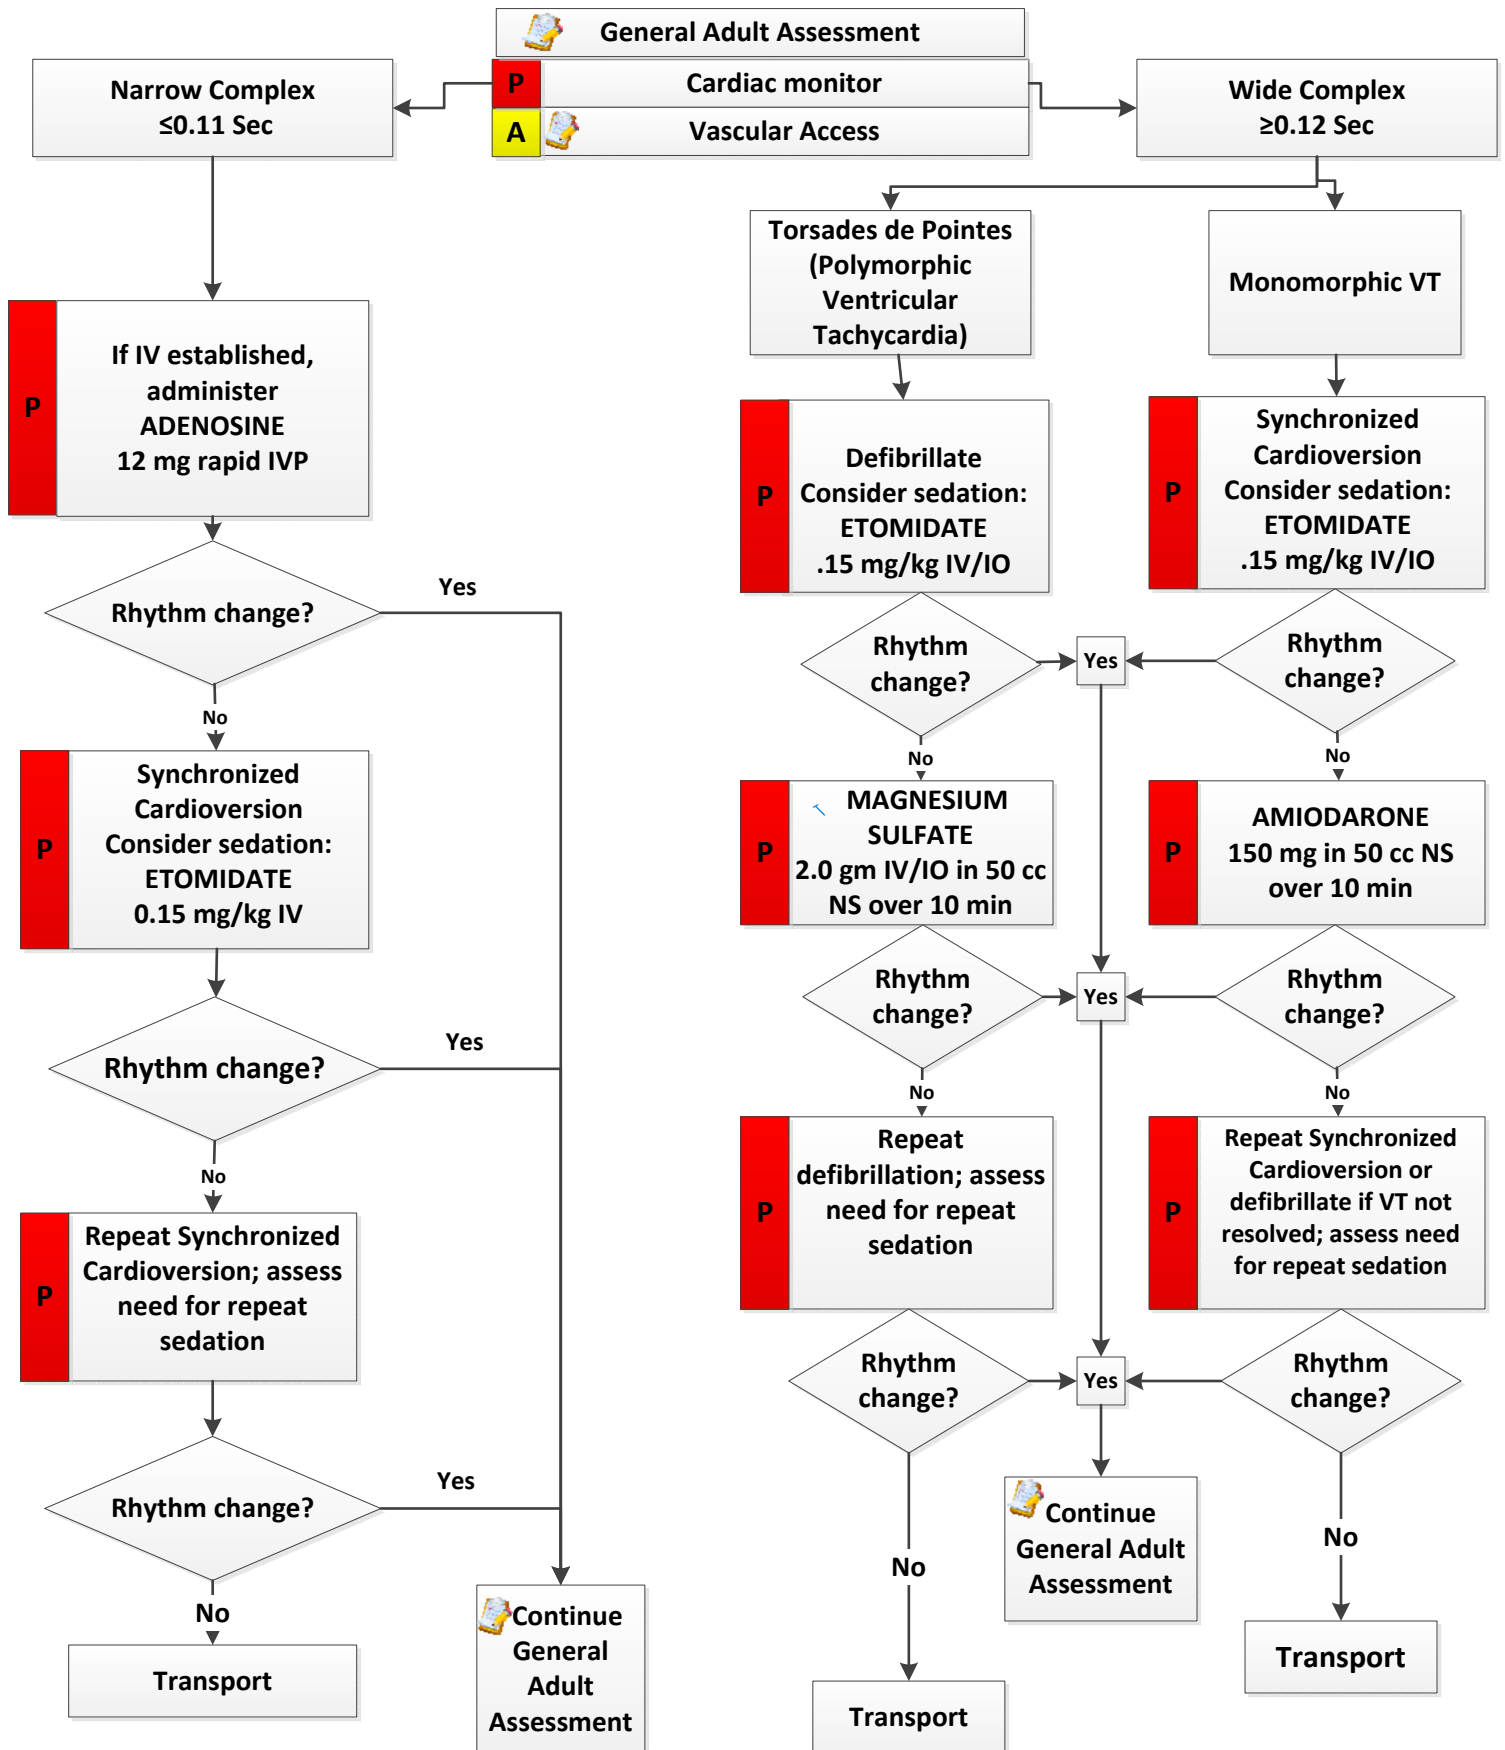 General Adult Assessment
P
Cardiac monitor
A
Vascular Access
Narrow Complex
≤0.11 Sec
P
If IV established,
administer
ADENOSINE
12 mg rapid IVP
Rhythm change?
Yes
No
P
Synchronized
Cardioversion
Consider sedation:
ETOMIDATE
0.15 mg/kg IV
Rhythm change?
Yes
No
P
Repeat Synchronized
Cardioversion; assess
need for repeat
sedation
Rhythm change?
Yes
No
Transport
Continue
General
Adult
Assessment
Wide Complex
≥0.12 Sec
Torsades de Pointes
(Polymorphic
Ventricular
Tachycardia)
P
Defibrillate
Consider sedation:
ETOMIDATE
.15 mg/kg IV/IO
Rhythm
change?
Yes
No
P
MAGNESIUM
SULFATE
2.0 gm IV/IO in 50 cc
NS over 10 min
Rhythm
change?
Yes
No
P
Repeat
defibrillation; assess
need for repeat
sedation
Rhythm
change?
Yes
No
Transport
Continue
General Adult
Assessment
Monomorphic VT
P
Synchronized
Cardioversion
Consider sedation:
ETOMIDATE
.15 mg/kg IV/IO
Rhythm
change?
No
P
AMIODARONE
150 mg in 50 cc NS
over 10 min
Rhythm
change?
No
P
Repeat Synchronized
Cardioversion or
defibrillate if VT not
resolved; assess need
for repeat sedation
Rhythm
change?
No
Transport